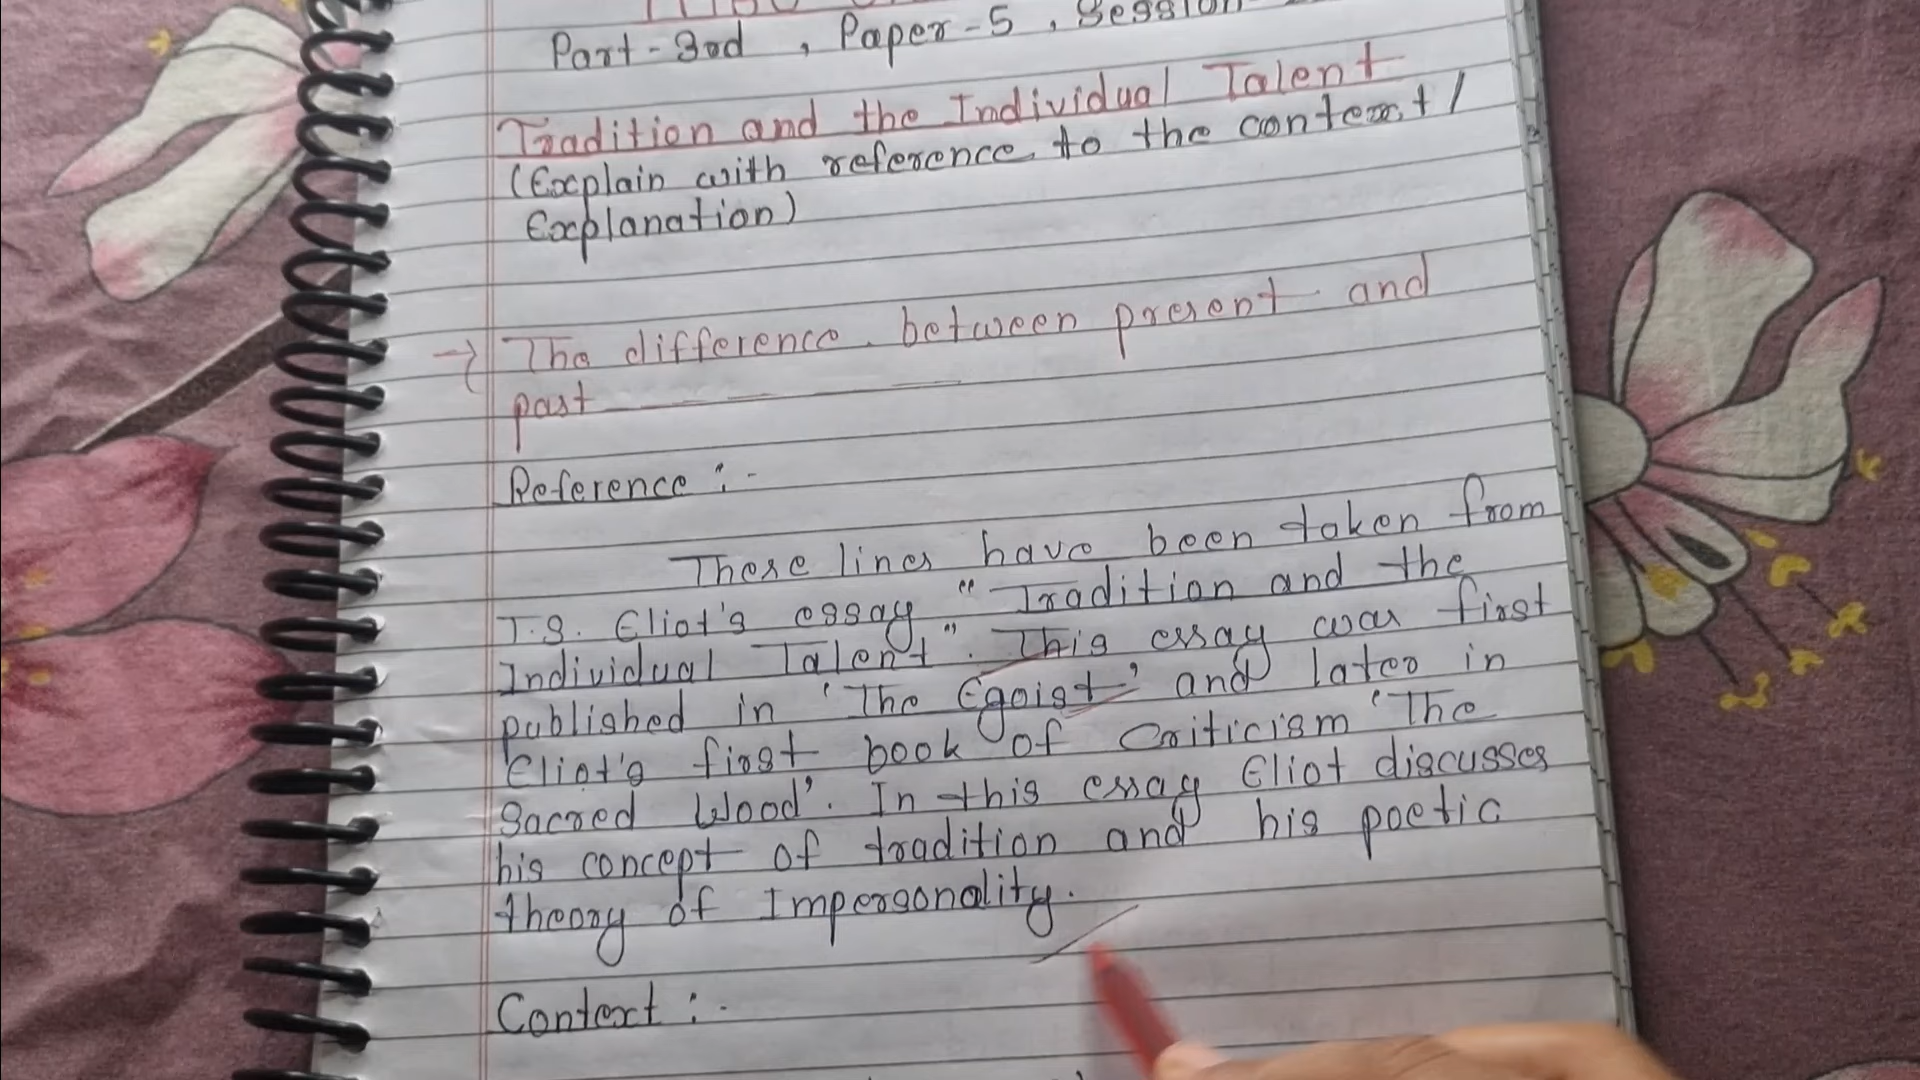 Part-3rd, Paper-5, Session
Tradition and the Individual Talent
(Explain with reference to the context/
Explanation)
→ The difference between present and
past
Reference :-
These lines have been taken from
T.S. Eliot's essay "Tradition and the
Individual Talent". This essay was first
published in 'The Egoist' and later in
Eliot's first book of Criticism 'The
Sacred Wood'. In this essay Eliot discusses
his concept of tradition and his poetic
theory of Impersonality.
Context :-